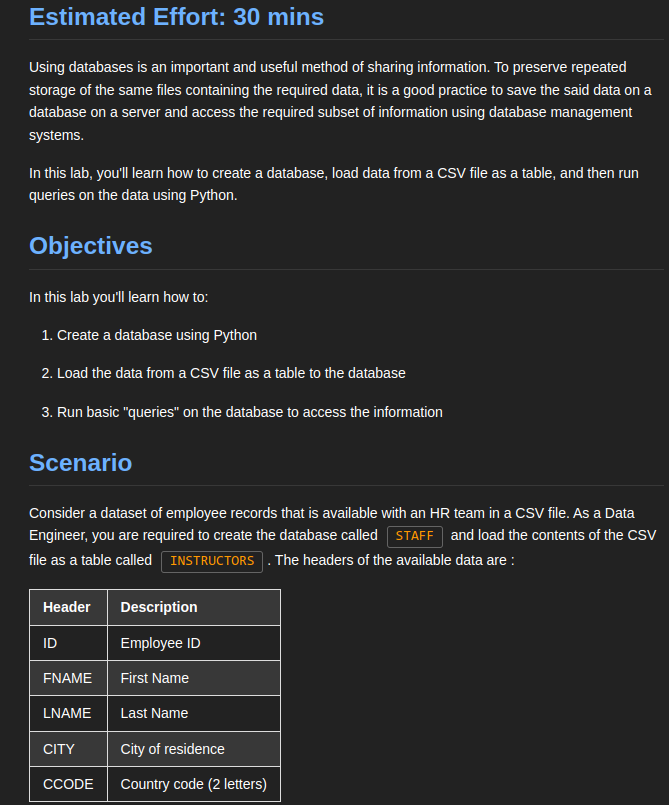 Estimated Effort: 30 mins
Using databases is an important and useful method of sharing information. To preserve repeated
storage of the same files containing the required data, it is a good practice to save the said data on a
database on a server and access the required subset of information using database management
systems.
In this lab, you'll learn how to create a database, load data from a CSV file as a table, and then run
queries on the data using Python.
Objectives
In this lab you'll learn how to:
1. Create a database using Python
2. Load the data from a CSV file as a table to the database
3. Run basic "queries" on the database to access the information
Scenario
Consider a dataset of employee records that is available with an HR team in a CSV file. As a Data
Engineer, you are required to create the database called STAFF and load the contents of the CSV
file as a table called INSTRUCTORS . The headers of the available data are :
Header Description
ID Employee ID
FNAME First Name
LNAME Last Name
CITY City of residence
CCODE Country code (2 letters)